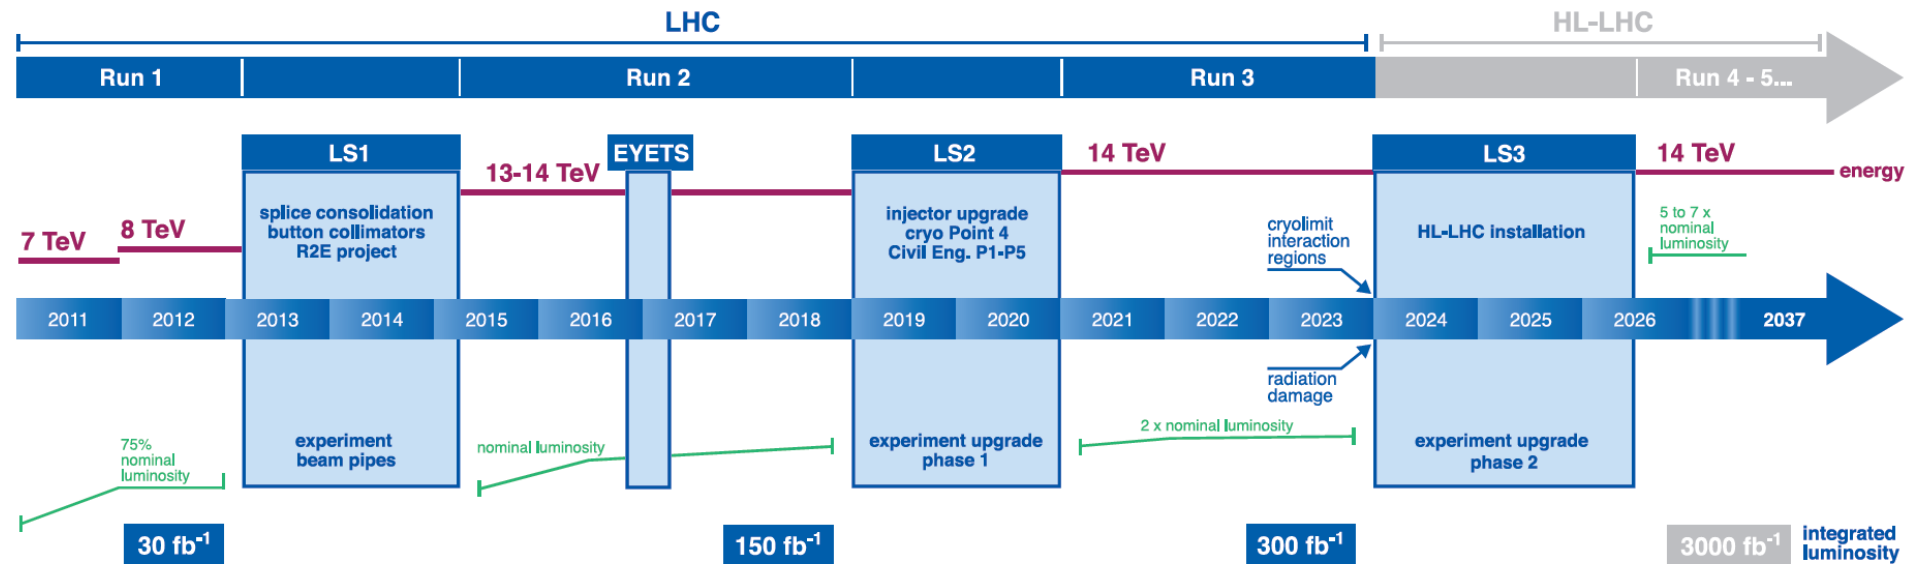 LHC
HL-LHC
Run 1
Run 2
Run 3
Run 4 - 5...
LS1
EYETS
LS2
14 TeV
LS3
14 TeV
energy
13-14 TeV
7 TeV
8 TeV
splice consolidation
button collimators
R2E project
injector upgrade
cryo Point 4
Civil Eng. P1-P5
cryolimit
interaction
regions
HL-LHC installation
5 to 7 x
nominal
luminosity
2011
2012
2013
2014
2015
2016
2017
2018
2019
2020
2021
2022
2023
2024
2025
2026
2037
radiation
damage
75%
nominal
luminosity
experiment
beam pipes
nominal luminosity
experiment upgrade
phase 1
2 x nominal luminosity
experiment upgrade
phase 2
30 fb⁻¹
150 fb⁻¹
300 fb⁻¹
3000 fb⁻¹
integrated
luminosity